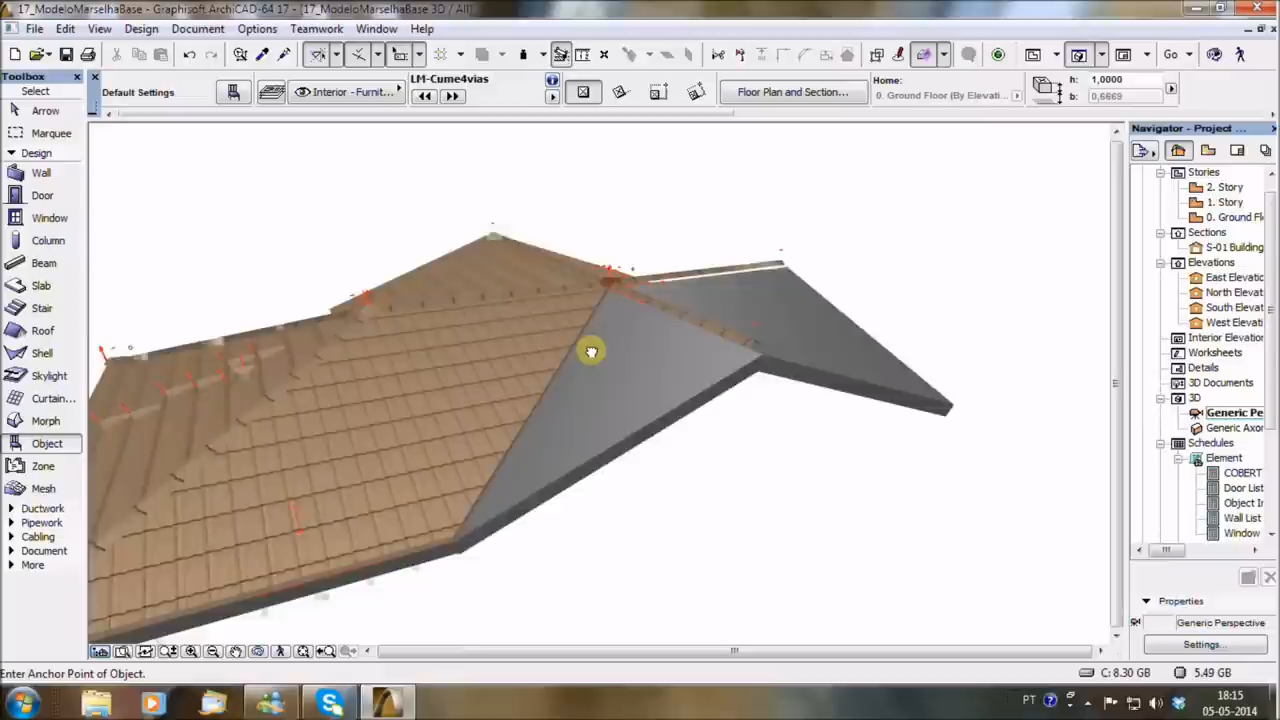 17_ModeloMarselhaBase - Graphisoft ArchiCAD-64 17 - [17_ModeloMarselhaBase 3D / All]
File Edit View Design Document Options Teamwork Window Help
Go
Toolbox
Select
Arrow
Marquee
Design
Wall
Door
Window
Column
Beam
Slab
Stair
Roof
Shell
Skylight
Curtain...
Morph
Object
Zone
Mesh
Ductwork
Pipework
Cabling
Document
More
Default Settings
Interior - Furnit...
LM-Cume4vias
Floor Plan and Section...
Home:
0. Ground Floor (By Elevati...
h: 1,0000
b: 0,6669
Navigator - Project ...
Stories
2. Story
1. Story
0. Ground Fl
Sections
S-01 Building
Elevations
East Elevatio
North Elevati
South Elevati
West Elevati
Interior Elevation
Worksheets
Details
3D Documents
3D
Generic Pe
Generic Axon
Schedules
Element
COBERT
Door List
Object In
Wall List
Window
Properties
Generic Perspective
Settings...
Enter Anchor Point of Object.
C: 8.30 GB
5.49 GB
PT
18:15
05-05-2014